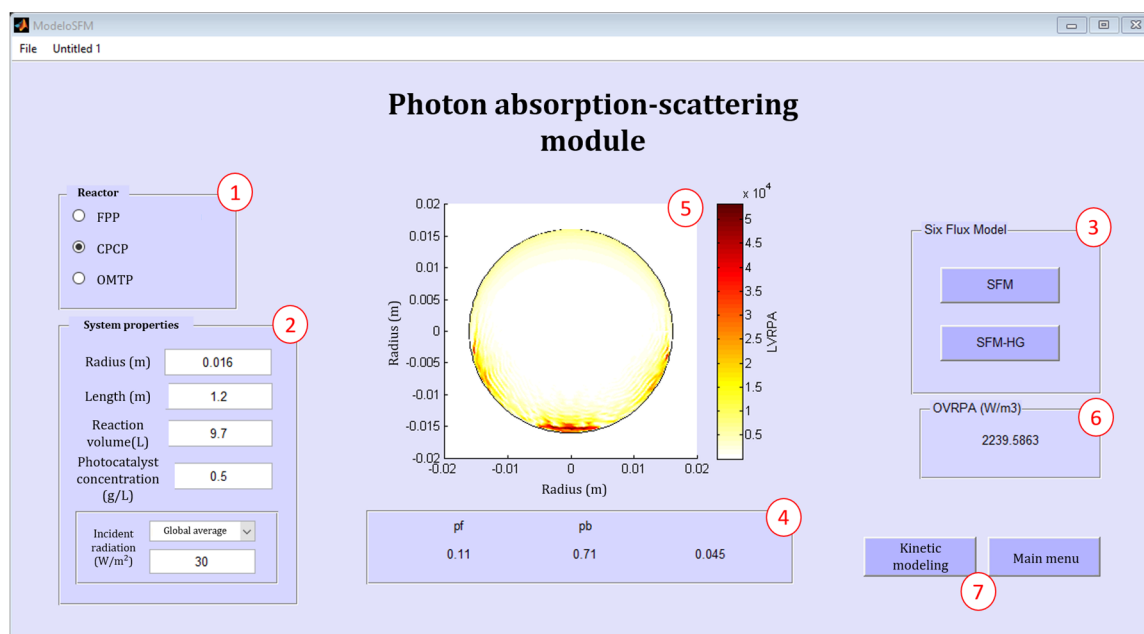 ModeloSFM
File Untitled 1
Photon absorption-scattering
module
Reactor
1
FPP
CPCP
OMTP
System properties
2
Radius (m)
0.016
Length (m)
1.2
Reaction
volume(L)
9.7
Photocatalyst
concentration
(g/L)
0.5
Incident
radiation
(W/m²)
Global average
30
5
x 10⁴
0.02
0.015
0.01
0.005
0
-0.005
-0.01
-0.015
-0.02
Radius (m)
-0.02 -0.01 0 0.01 0.02
Radius (m)
5
4.5
4
3.5
3
2.5
2
1.5
1
0.5
LVRPA
4
pf pb
0.11 0.71 0.045
Six Flux Model
3
SFM
SFM-HG
OVRPA (W/m3)
6
2239.5863
Kinetic
modeling
Main menu
7